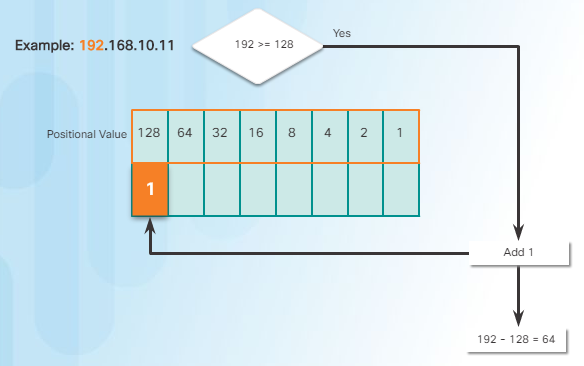 Yes
Example: 192.168.10.11
192 >= 128
Positional Value 128 64 32 16 8 4 2 1
1
Add 1
192 - 128 = 64